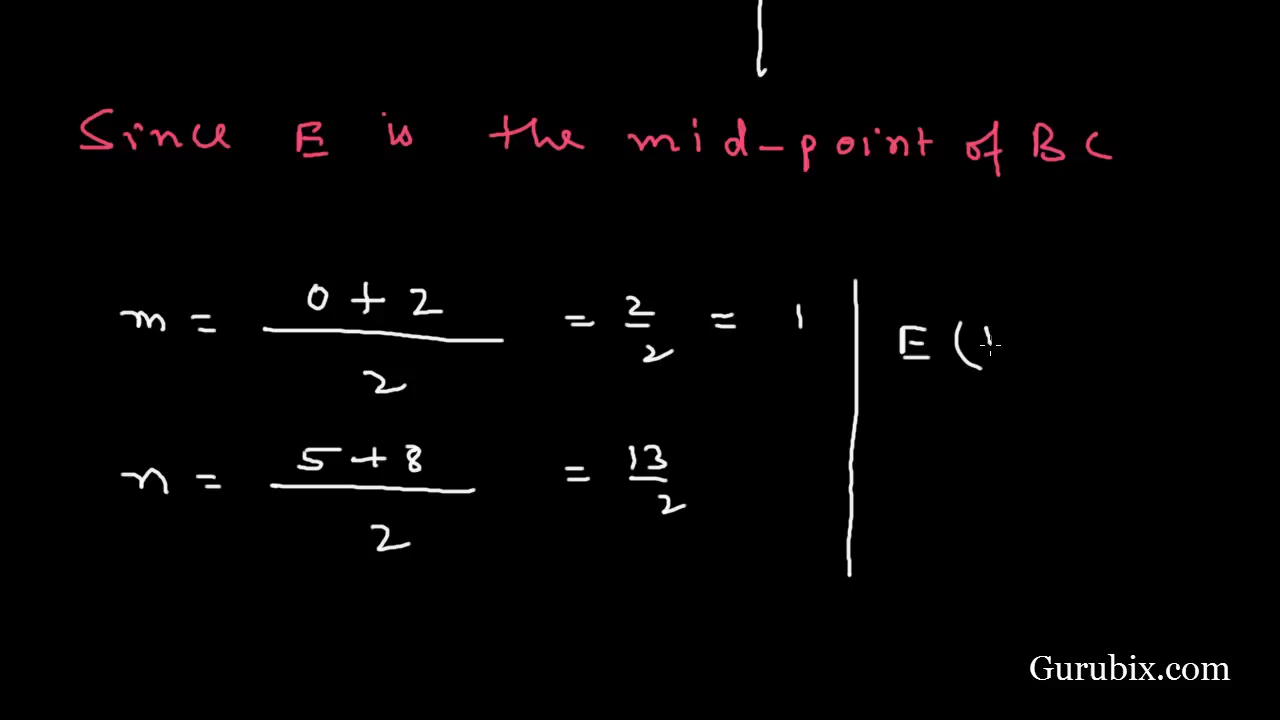 Since E is the mid-point of BC
m = 0 + 2 / 2 = 2/2 = 1
E (1
n = 5 + 8 / 2 = 13/2
Gurubix.com